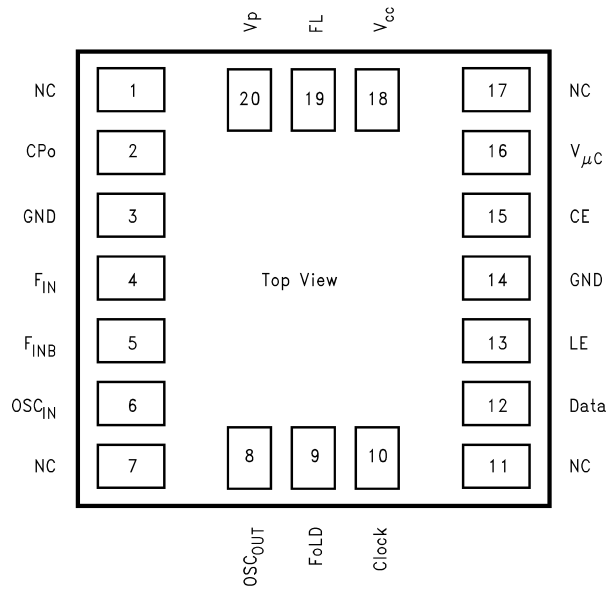 Vp FL Vcc
NC 1 20 19 18 17 NC
CPo 2 16 VμC
GND 3 15 CE
FIN 4 Top View 14 GND
FINB 5 13 LE
OSCIN 6 12 Data
NC 7 8 9 10 11 NC
OSCOUT FoLD Clock